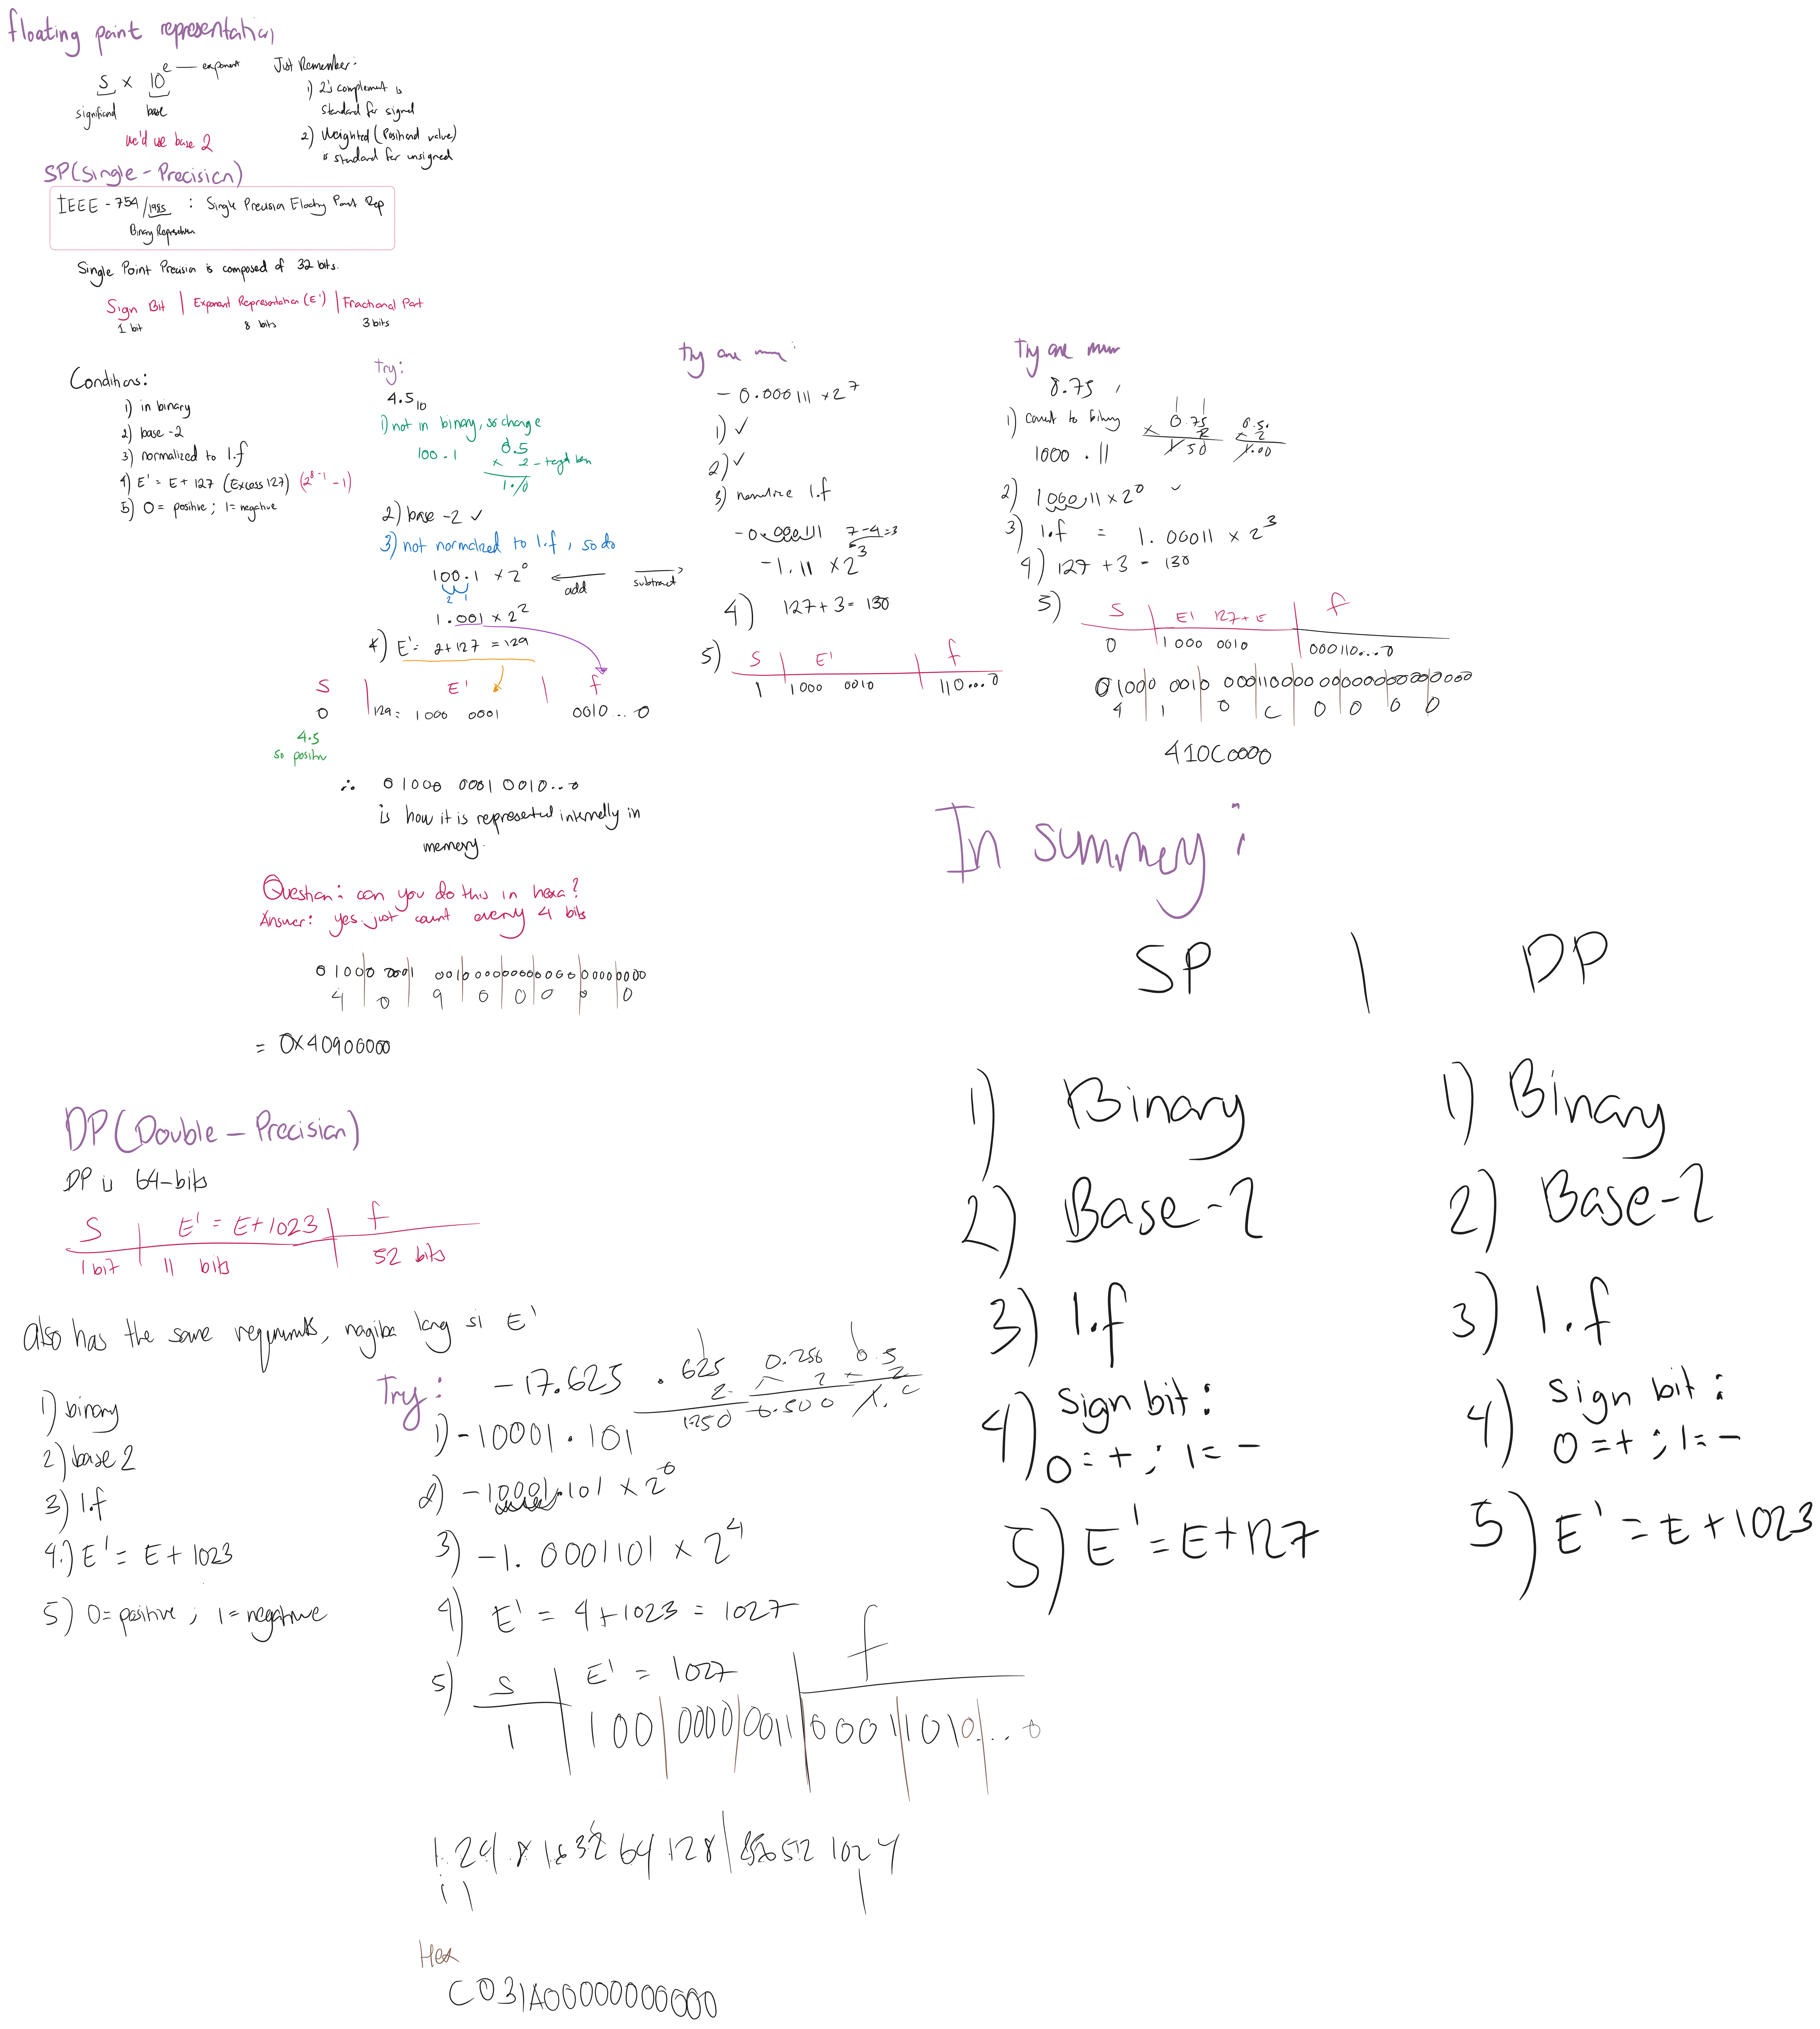 floating point representation
S × 10^e — exponent
significand base
we'd use base 2
Just Remember:
1) 2's complement is
standard for signed
2) Weighted (Positional value)
is standard for unsigned
SP (Single - Precision)
IEEE - 754/1985 : Single Precision Floating Point Rep
Binary Representation
Single Point Precision is composed of 32 bits.
Sign Bit | Exponent Representation (E') | Fractional Part
1 bit 8 bits 3 bits
Conditions:
1) in binary
2) base - 2
3) normalized to 1.f
4) E' = E + 127 (Excess 127) (2^(8-1) - 1)
5) 0 = positive ; 1 = negative
try:
4.5₁₀
1) not in binary, so change
100.1
0.5
× 2
1.0
2) base - 2 ✓
3) not normalized to 1.f, so do
100.1 × 2^0 ← add → subtract
2 1
1.001 × 2^2
4) E' = 2+127 = 129
S | E' | f
0 | 129 = 1000 0001 0010...0
4.5
so positive
∴ 01000 0001 0010...0
is how it is represented internally in
memory.
Question: can you do this in hexa?
Answer: yes just count every 4 bits
0100|0 0001 0010 0000 0000 0000 0000 000
4 0 9 0 0 0 0 0
= 0x40900000
try one more:
- 0.000111 × 2^7
1) ✓
2) ✓
3) normalize 1.f
-0.000111 7-4=3
-1.11 × 2^3
4) 127 + 3 = 130
5) S | E' | f
1 | 1000 0010 | 110...0
Try one more
8.75
1) convert to binary
1000.11
0.75
× 2
1.50
0.50
× 2
1.00
2) 1000.11 × 2^0 ✓
3) 1.f = 1.00011 × 2^3
4) 127 + 3 = 130
5) S | E' 127+E | f
0 | 1000 0010 | 000110...0
0 1000 0010 00011000000000000000000
4 1 0 C 0 0 0 0
410C0000
DP (Double - Precision)
DP is 64-bits
S | E' = E+1023 | f
1 bit | 11 bits | 52 bits
also has the same requirements, nagiba lang si E'
1) binary
2) base 2
3) 1.f
4.) E' = E + 1023
5) 0 = positive ; 1 = negative
Try: -17.625
.625
2
1.250
0.250
× 2
0.500
0.5
× 2
1.0
1) -10001.101
2) -10001.101 × 2^0
3) -1.0001101 × 2^4
4) E' = 4 + 1023 = 1027
5) S | E' = 1027 | f
1 | 100|0000|0011|0001|1010|...0
1 2 4 8 16 32 64 128 | 256 512 1024
1 1 1
Hex
C031A00000000000
In summary:
SP | DP
1) Binary
2) Base-2
3) 1.f
4) Sign bit:
0 = + ; 1 = -
5) E' = E+127
1) Binary
2) Base-2
3) 1.f
4) Sign bit:
0 = + ; 1 = -
5) E' = E + 1023